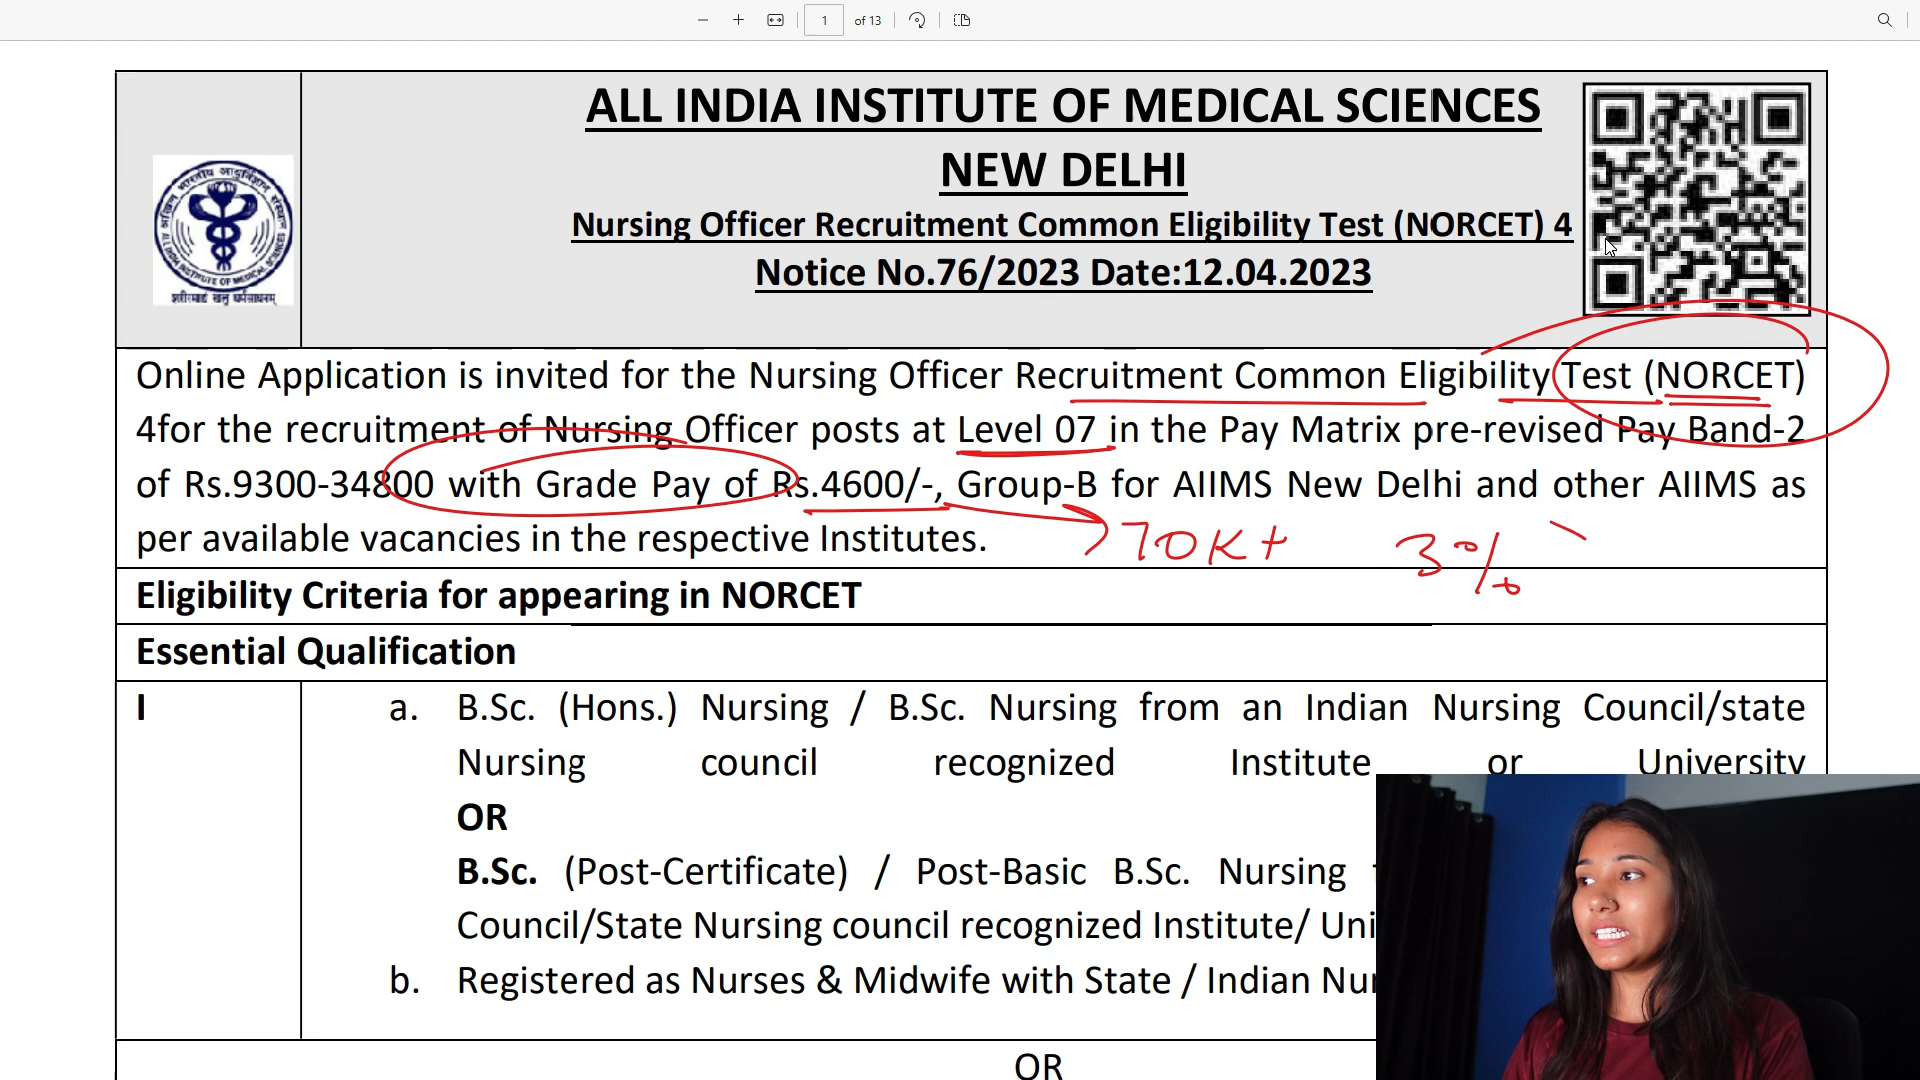 1 of 13
ALL INDIA INSTITUTE OF MEDICAL SCIENCES
NEW DELHI
Nursing Officer Recruitment Common Eligibility Test (NORCET) 4
Notice No.76/2023 Date:12.04.2023
शरीरमाद्यं खलु धर्मसाधनम्
Online Application is invited for the Nursing Officer Recruitment Common Eligibility Test (NORCET)
4for the recruitment of Nursing Officer posts at Level 07 in the Pay Matrix pre-revised Pay Band-2
of Rs.9300-34800 with Grade Pay of Rs.4600/-, Group-B for AIIMS New Delhi and other AIIMS as
per available vacancies in the respective Institutes.
70K+ 3%
Eligibility Criteria for appearing in NORCET
Essential Qualification
I
a. B.Sc. (Hons.) Nursing / B.Sc. Nursing from an Indian Nursing Council/state
Nursing council recognized Institute or University
OR
B.Sc. (Post-Certificate) / Post-Basic B.Sc. Nursing
Council/State Nursing council recognized Institute/ Uni
b. Registered as Nurses & Midwife with State / Indian Nur
OR